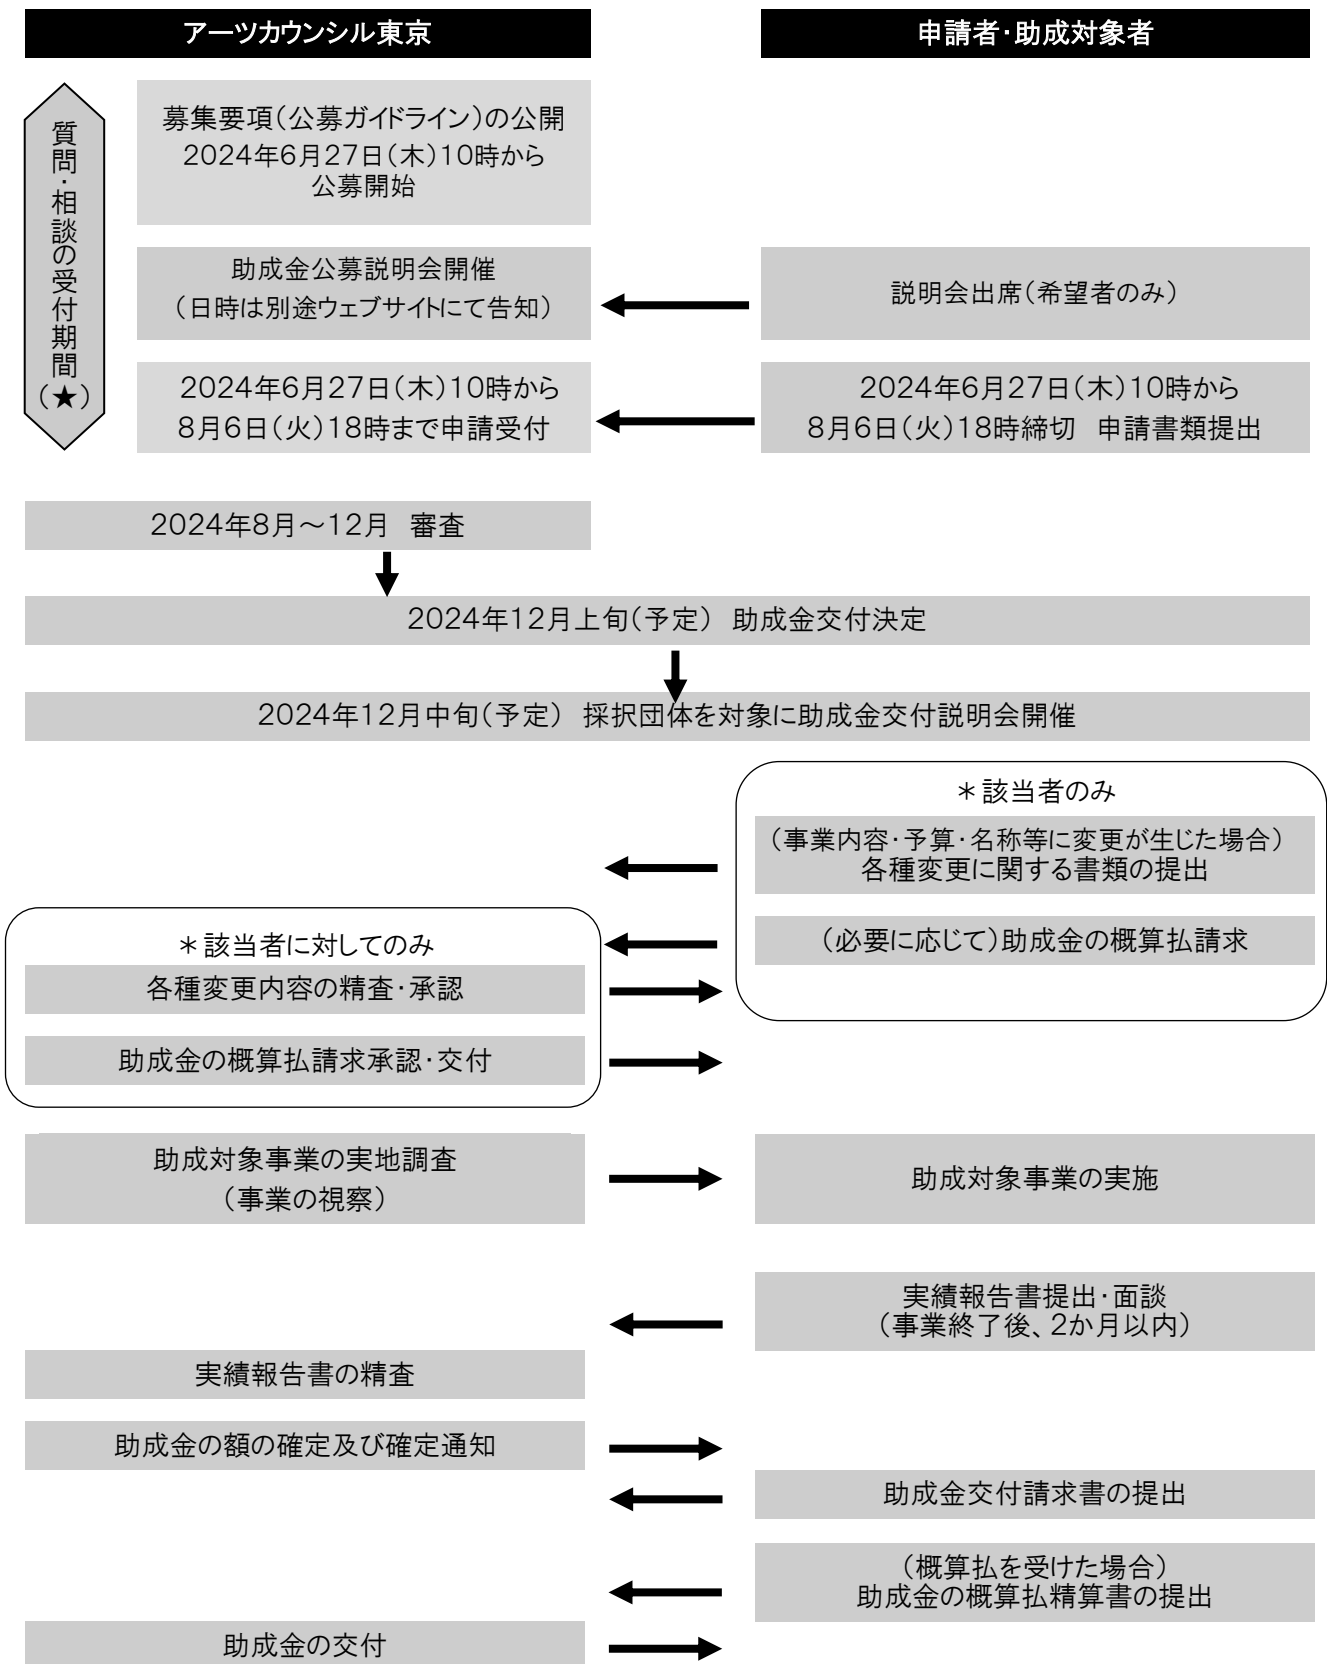 アーツカウンシル東京
申請者・助成対象者
質問・相談の受付期間(★)
募集要項(公募ガイドライン)の公開
2024年6月27日(木)10時から
公募開始
助成金公募説明会開催
(日時は別途ウェブサイトにて告知)
説明会出席(希望者のみ)
2024年6月27日(木)10時から
8月6日(火)18時まで申請受付
2024年6月27日(木)10時から
8月6日(火)18時締切　申請書類提出
2024年8月～12月　審査
2024年12月上旬(予定)　助成金交付決定
2024年12月中旬(予定)　採択団体を対象に助成金交付説明会開催
＊該当者のみ
(事業内容・予算・名称等に変更が生じた場合)
各種変更に関する書類の提出
(必要に応じて)助成金の概算払請求
＊該当者に対してのみ
各種変更内容の精査・承認
助成金の概算払請求承認・交付
助成対象事業の実地調査
(事業の視察)
助成対象事業の実施
実績報告書提出・面談
(事業終了後、2か月以内)
実績報告書の精査
助成金の額の確定及び確定通知
助成金交付請求書の提出
(概算払を受けた場合)
助成金の概算払精算書の提出
助成金の交付